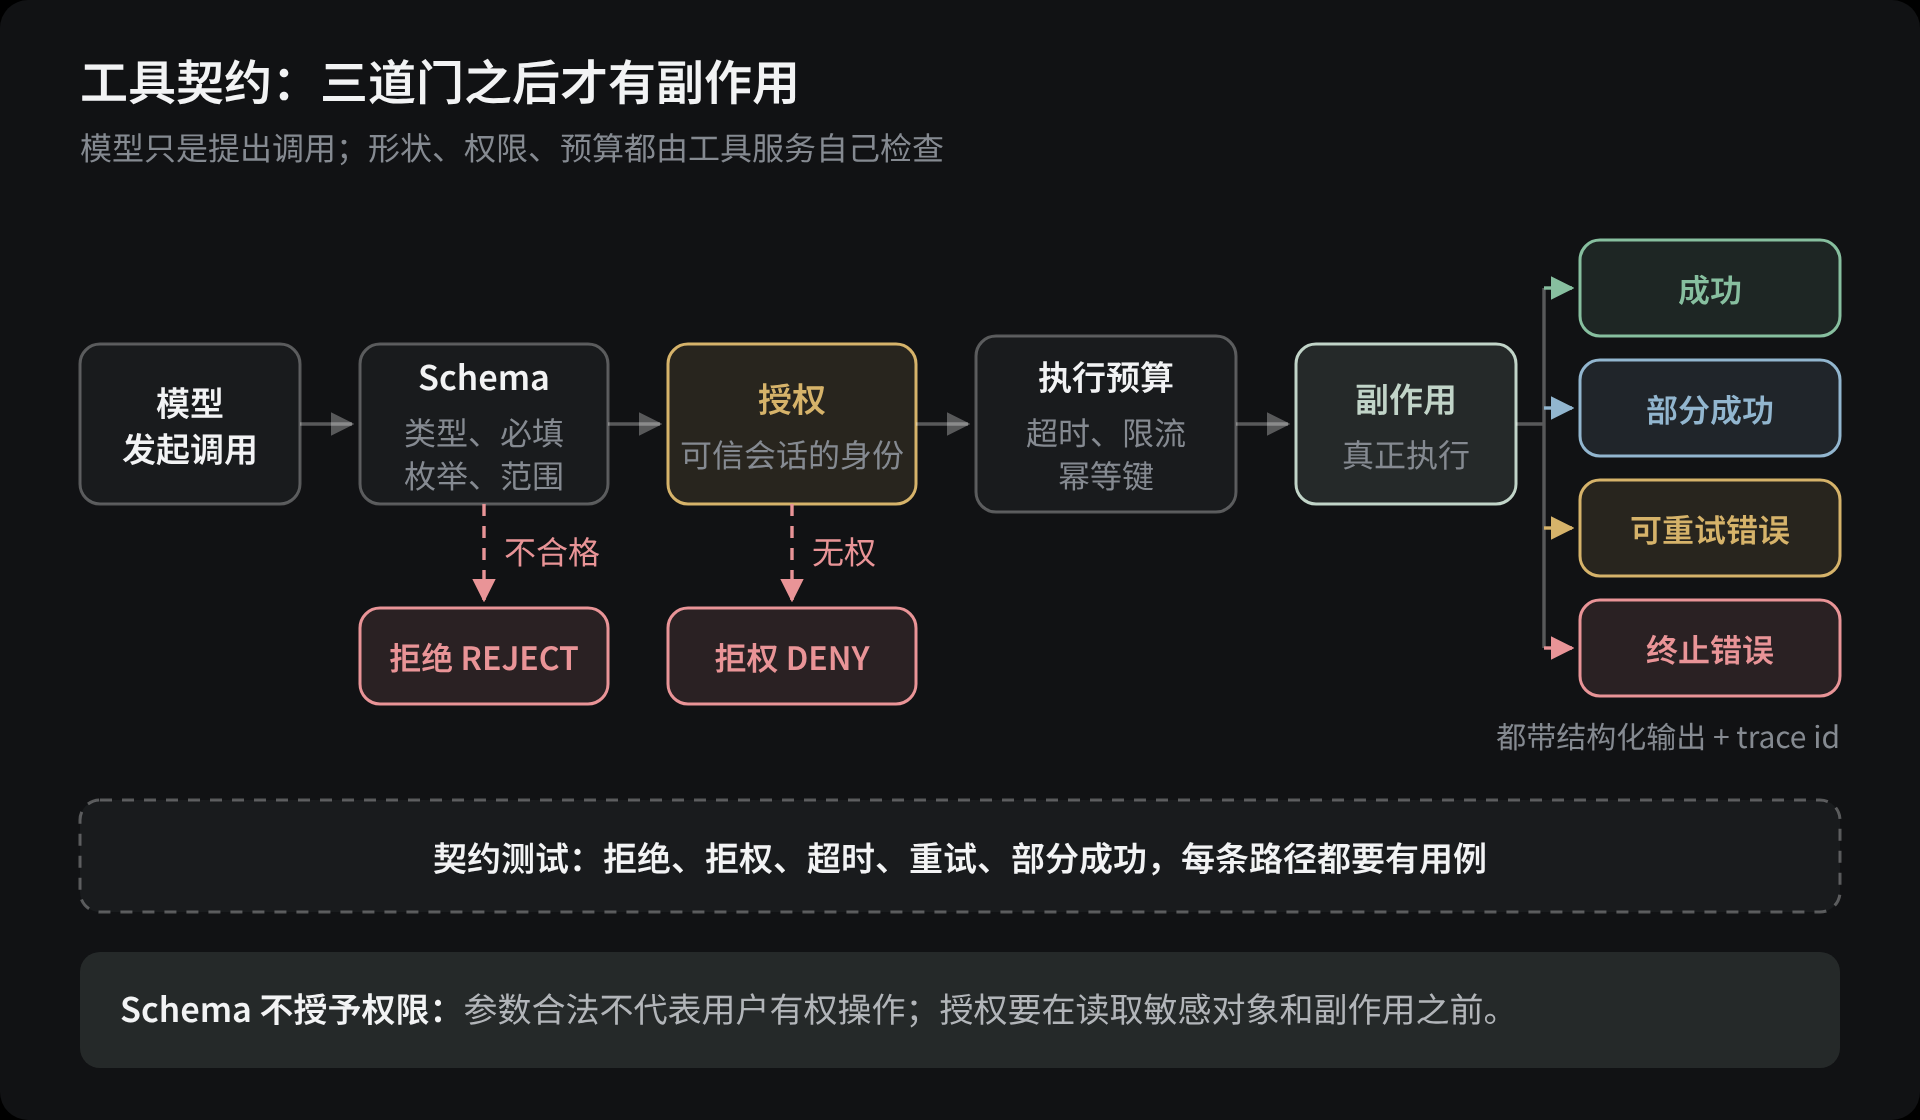 工具契约：三道门之后才有副作用
模型只是提出调用；形状、权限、预算都由工具服务自己检查
模型
发起调用
Schema
类型、必填
枚举、范围
授权
可信会话的身份
执行预算
超时、限流
幂等键
副作用
真正执行
成功
部分成功
可重试错误
终止错误
不合格
无权
拒绝 REJECT
拒权 DENY
都带结构化输出 + trace id
契约测试：拒绝、拒权、超时、重试、部分成功，每条路径都要有用例
Schema 不授予权限：参数合法不代表用户有权操作；授权要在读取敏感对象和副作用之前。